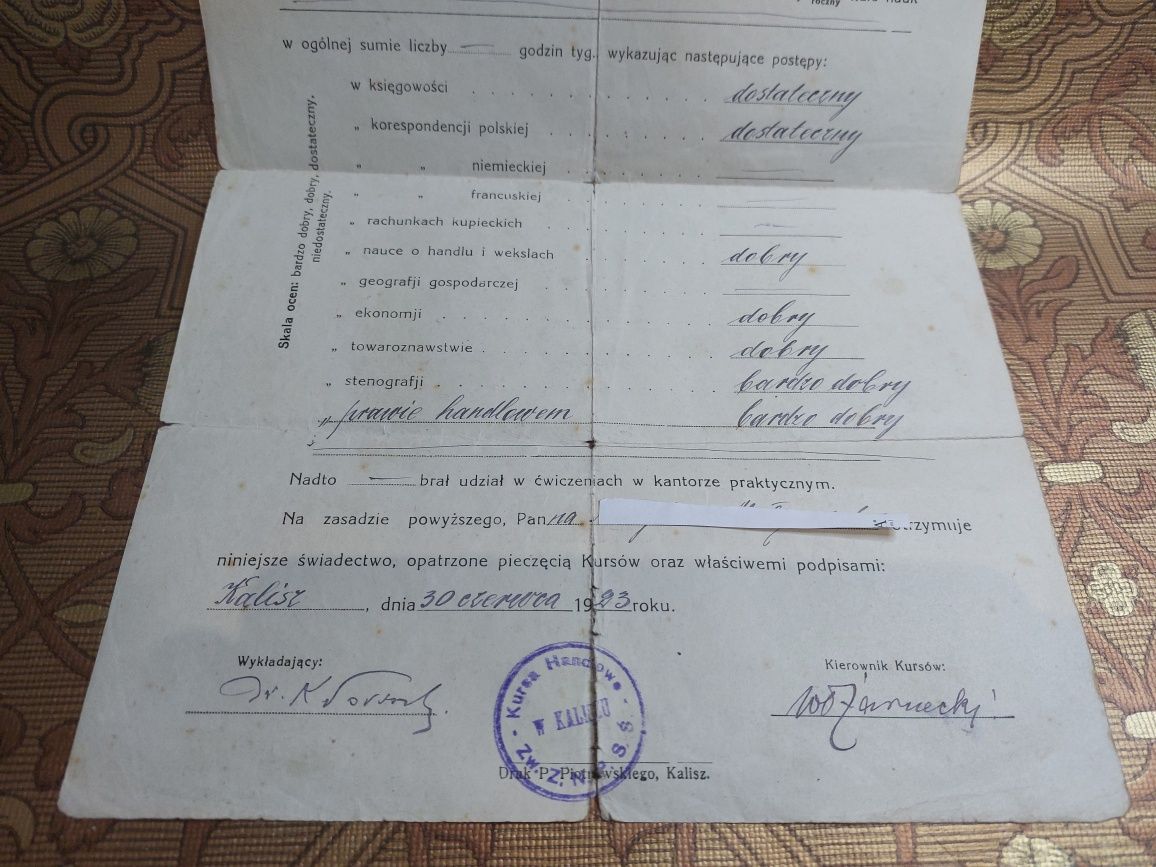 roczny
w ogólnej sumie liczby godzin tyg. wykazując następujące postępy:
w księgowości . . . . . . . dostateczny
„ korespondencji polskiej . . . . . . dostateczny
„ „ niemieckiej
„ „ francuskiej . . . . . .
„ rachunkach kupieckich . . . . . .
„ nauce o handlu i wekslach . . . . . dobry
„ geografji gospodarczej . . . . . .
„ ekonomji . . . . . . . . dobry
„ towaroznawstwie . . . . . . . dobry
„ stenografji . . . . . . . . bardzo dobry
„ prawie handlowem bardzo dobry
Skala ocen: bardzo dobry, dobry, dostateczny,
niedostateczny.
Nadto brał udział w ćwiczeniach w kantorze praktycznym.
Na zasadzie powyższego, Panna otrzymuje
niniejsze świadectwo, opatrzone pieczęcią Kursów oraz właściwemi podpisami:
Kalisz, dnia 30 czerwca 1923 roku.
Wykładający: Kierownik Kursów:
Dr. K
Kursa Handlowe
W KALISZU
Druk P. Piotrowskiego, Kalisz.